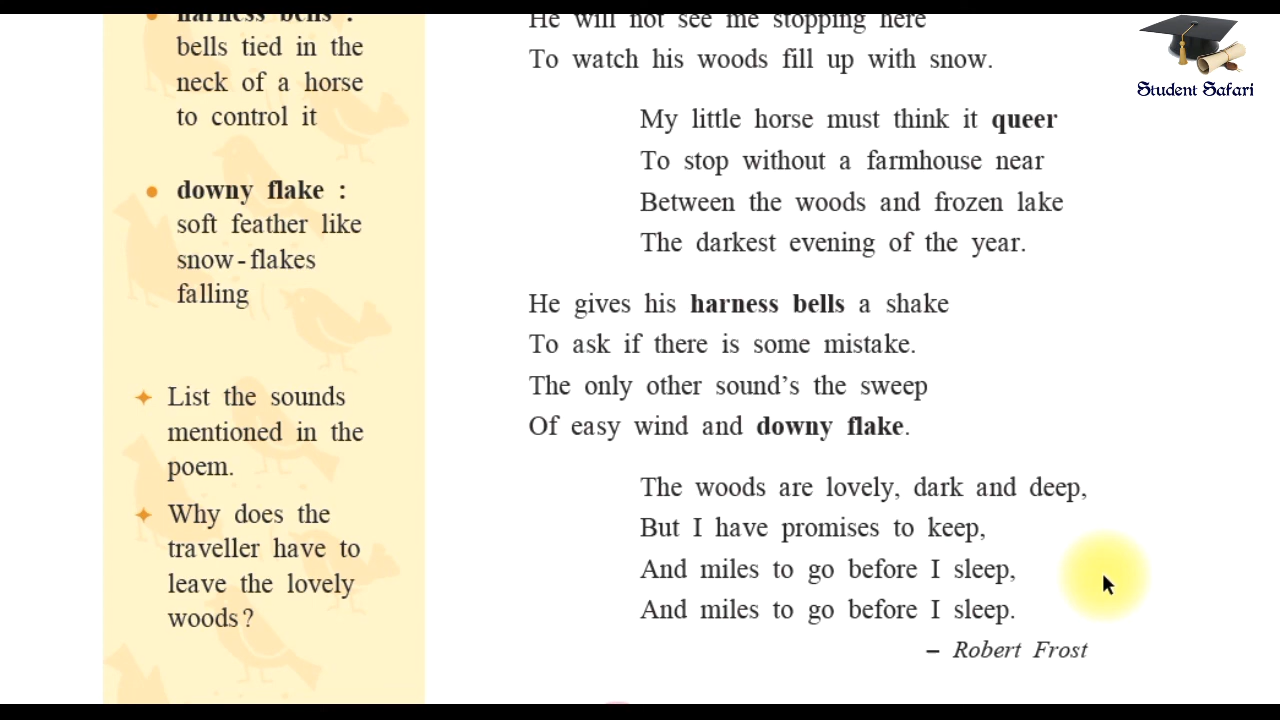 harness bells :
bells tied in the
neck of a horse
to control it
downy flake :
soft feather like
snow-flakes
falling
List the sounds
mentioned in the
poem.
Why does the
traveller have to
leave the lovely
woods?
He will not see me stopping here
To watch his woods fill up with snow.
My little horse must think it queer
To stop without a farmhouse near
Between the woods and frozen lake
The darkest evening of the year.
He gives his harness bells a shake
To ask if there is some mistake.
The only other sound’s the sweep
Of easy wind and downy flake.
The woods are lovely, dark and deep,
But I have promises to keep,
And miles to go before I sleep,
And miles to go before I sleep.
– Robert Frost
Student Safari